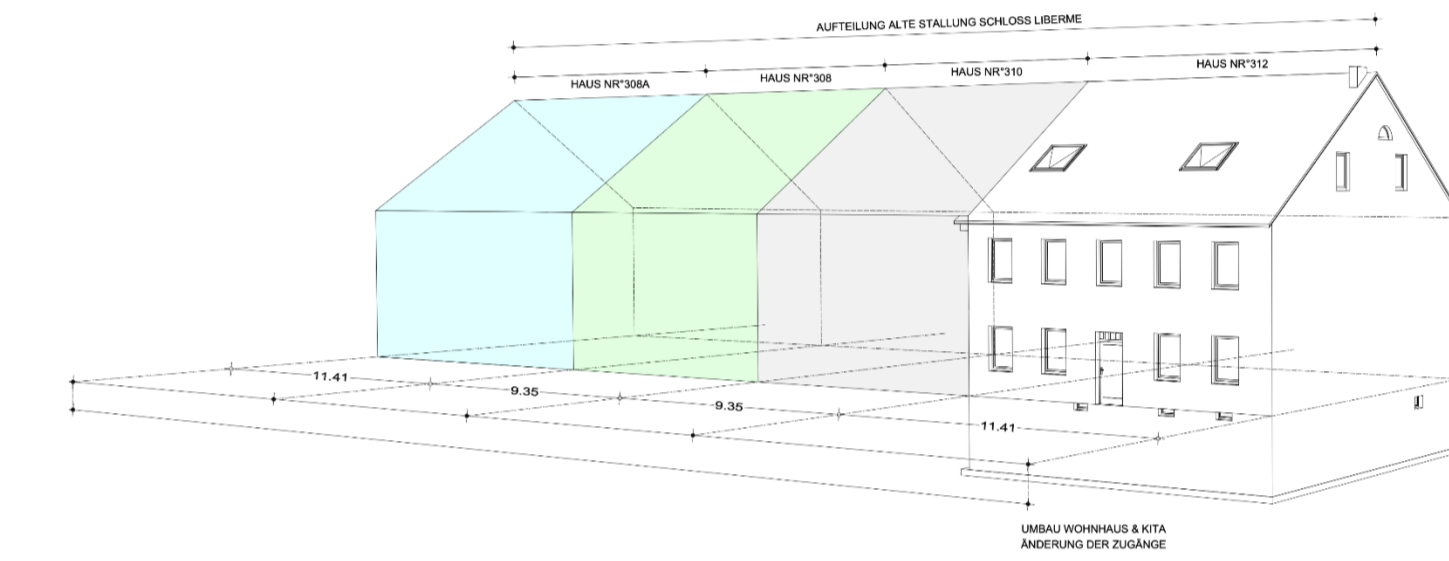 AUFTEILUNG ALTE STALLUNG SCHLOSS LIBERME
HAUS NR°308A
HAUS NR°308
HAUS NR°310
HAUS NR°312
11.41
9.35
9.35
11.41
UMBAU WOHNHAUS & KITA
ÄNDERUNG DER ZUGÄNGE